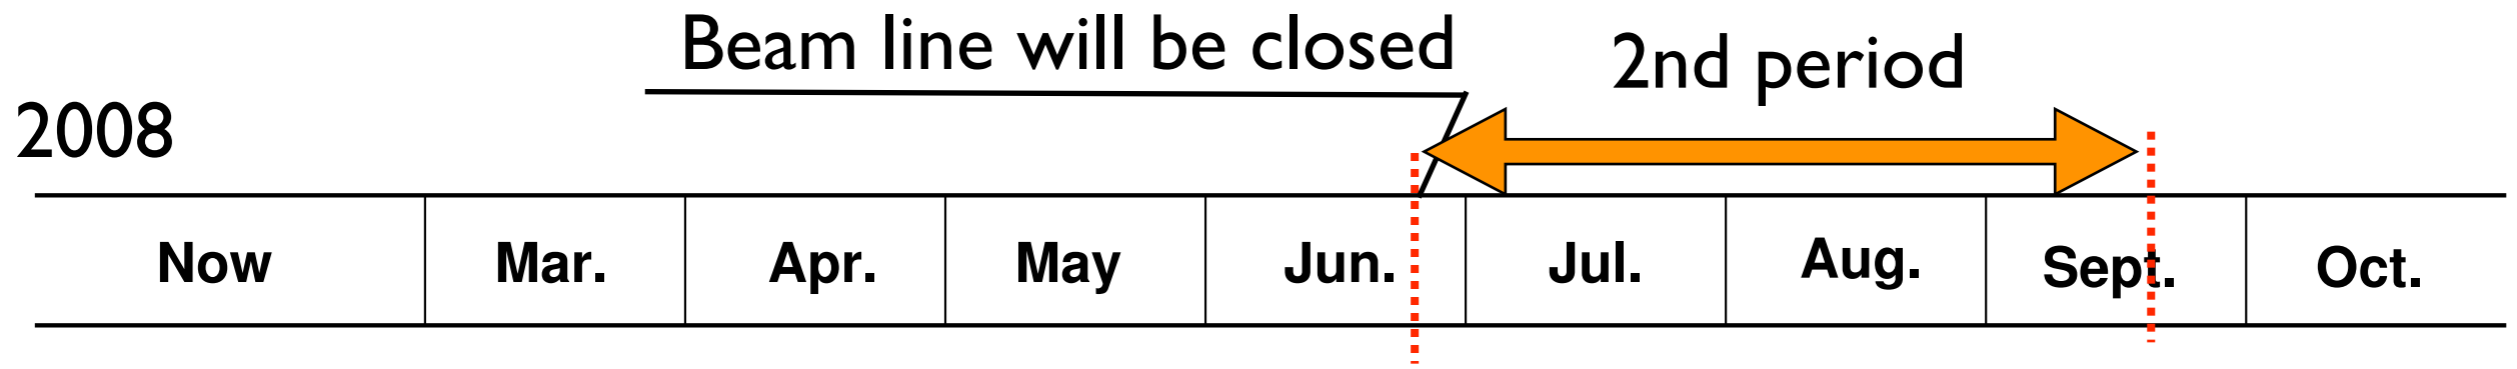 Beam line will be closed
2nd period
2008
Now Mar. Apr. May Jun. Jul. Aug. Sept. Oct.